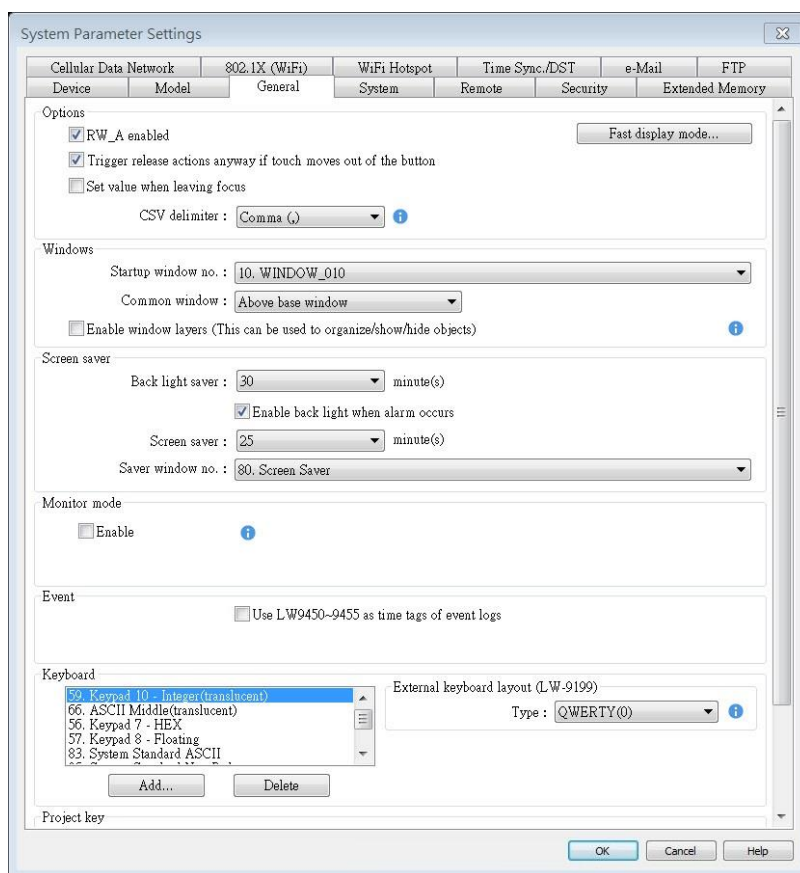 System Parameter Settings
Cellular Data Network 802.1X (WiFi) WiFi Hotspot Time Sync./DST e-Mail FTP
Device Model General System Remote Security Extended Memory
Options
RW_A enabled Fast display mode...
Trigger release actions anyway if touch moves out of the button
Set value when leaving focus
CSV delimiter : Comma (,)
Windows
Startup window no. : 10. WINDOW_010
Common window : Above base window
Enable window layers (This can be used to organize/show/hide objects)
Screen saver
Back light saver : 30 minute(s)
Enable back light when alarm occurs
Screen saver : 25 minute(s)
Saver window no. : 80. Screen Saver
Monitor mode
Enable
Event
Use LW9450~9455 as time tags of event logs
Keyboard
59. Keypad 10 - Integer(translucent) External keyboard layout (LW-9199)
66. ASCII Middle(translucent) Type : QWERTY(0)
56. Keypad 7 - HEX
57. Keypad 8 - Floating
83. System Standard ASCII
Add... Delete
Project key
OK Cancel Help